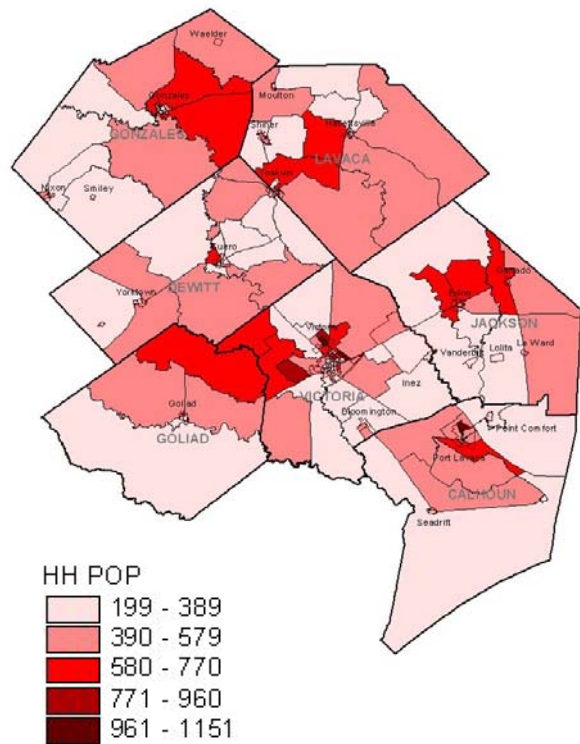 Waelder
Gonzales
GONZALES
Moulton
Shiner
Hallettsville
LAVACA
Yoakum
Nixon
Smiley
Cuero
Yorktown
DEWITT
Ganado
Edna
JACKSON
Victoria
Vanderbilt
Lolita
La Ward
Inez
VICTORIA
Goliad
GOLIAD
Bloomington
Point Comfort
Port Lavaca
CALHOUN
Seadrift
HH POP
199 - 389
390 - 579
580 - 770
771 - 960
961 - 1151